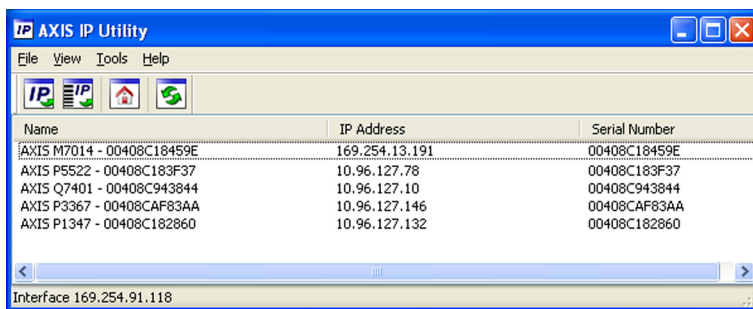 IP AXIS IP Utility
File View Tools Help
IP IP
Name IP Address Serial Number
AXIS M7014 - 00408C18459E 169.254.13.191 00408C18459E
AXIS P5522 - 00408C183F37 10.96.127.78 00408C183F37
AXIS Q7401 - 00408C943844 10.96.127.10 00408C943844
AXIS P3367 - 00408CAF83AA 10.96.127.146 00408CAF83AA
AXIS P1347 - 00408C182860 10.96.127.132 00408C182860
Interface 169.254.91.118